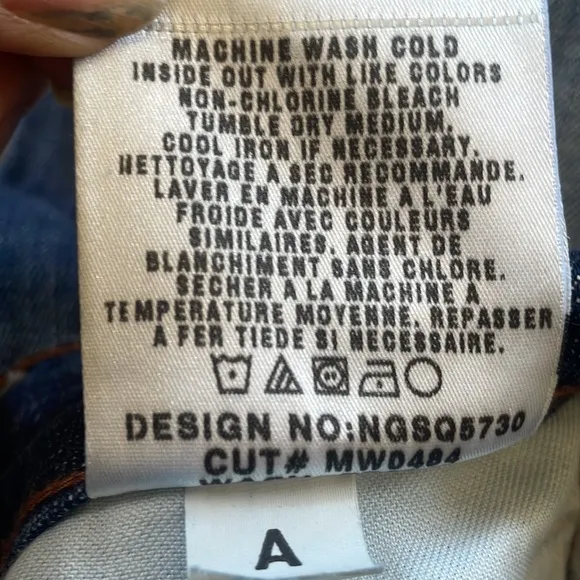 MACHINE WASH COLD
INSIDE OUT WITH LIKE COLORS
NON-CHLORINE BLEACH
TUMBLE DRY MEDIUM.
COOL IRON IF NECESSARY.
NETTOYAGE A SEC RECOMMANDE.
LAVER EN MACHINE A L'EAU
FROIDE AVEC COULEURS
SIMILAIRES. AGENT DE
BLANCHIMENT SANS CHLORE.
SECHER A LA MACHINE A
TEMPERATURE MOYENNE. REPASSER
A FER TIEDE SI NECESSAIRE.
DESIGN NO:NGSQ5730
CUT# MW0484
A